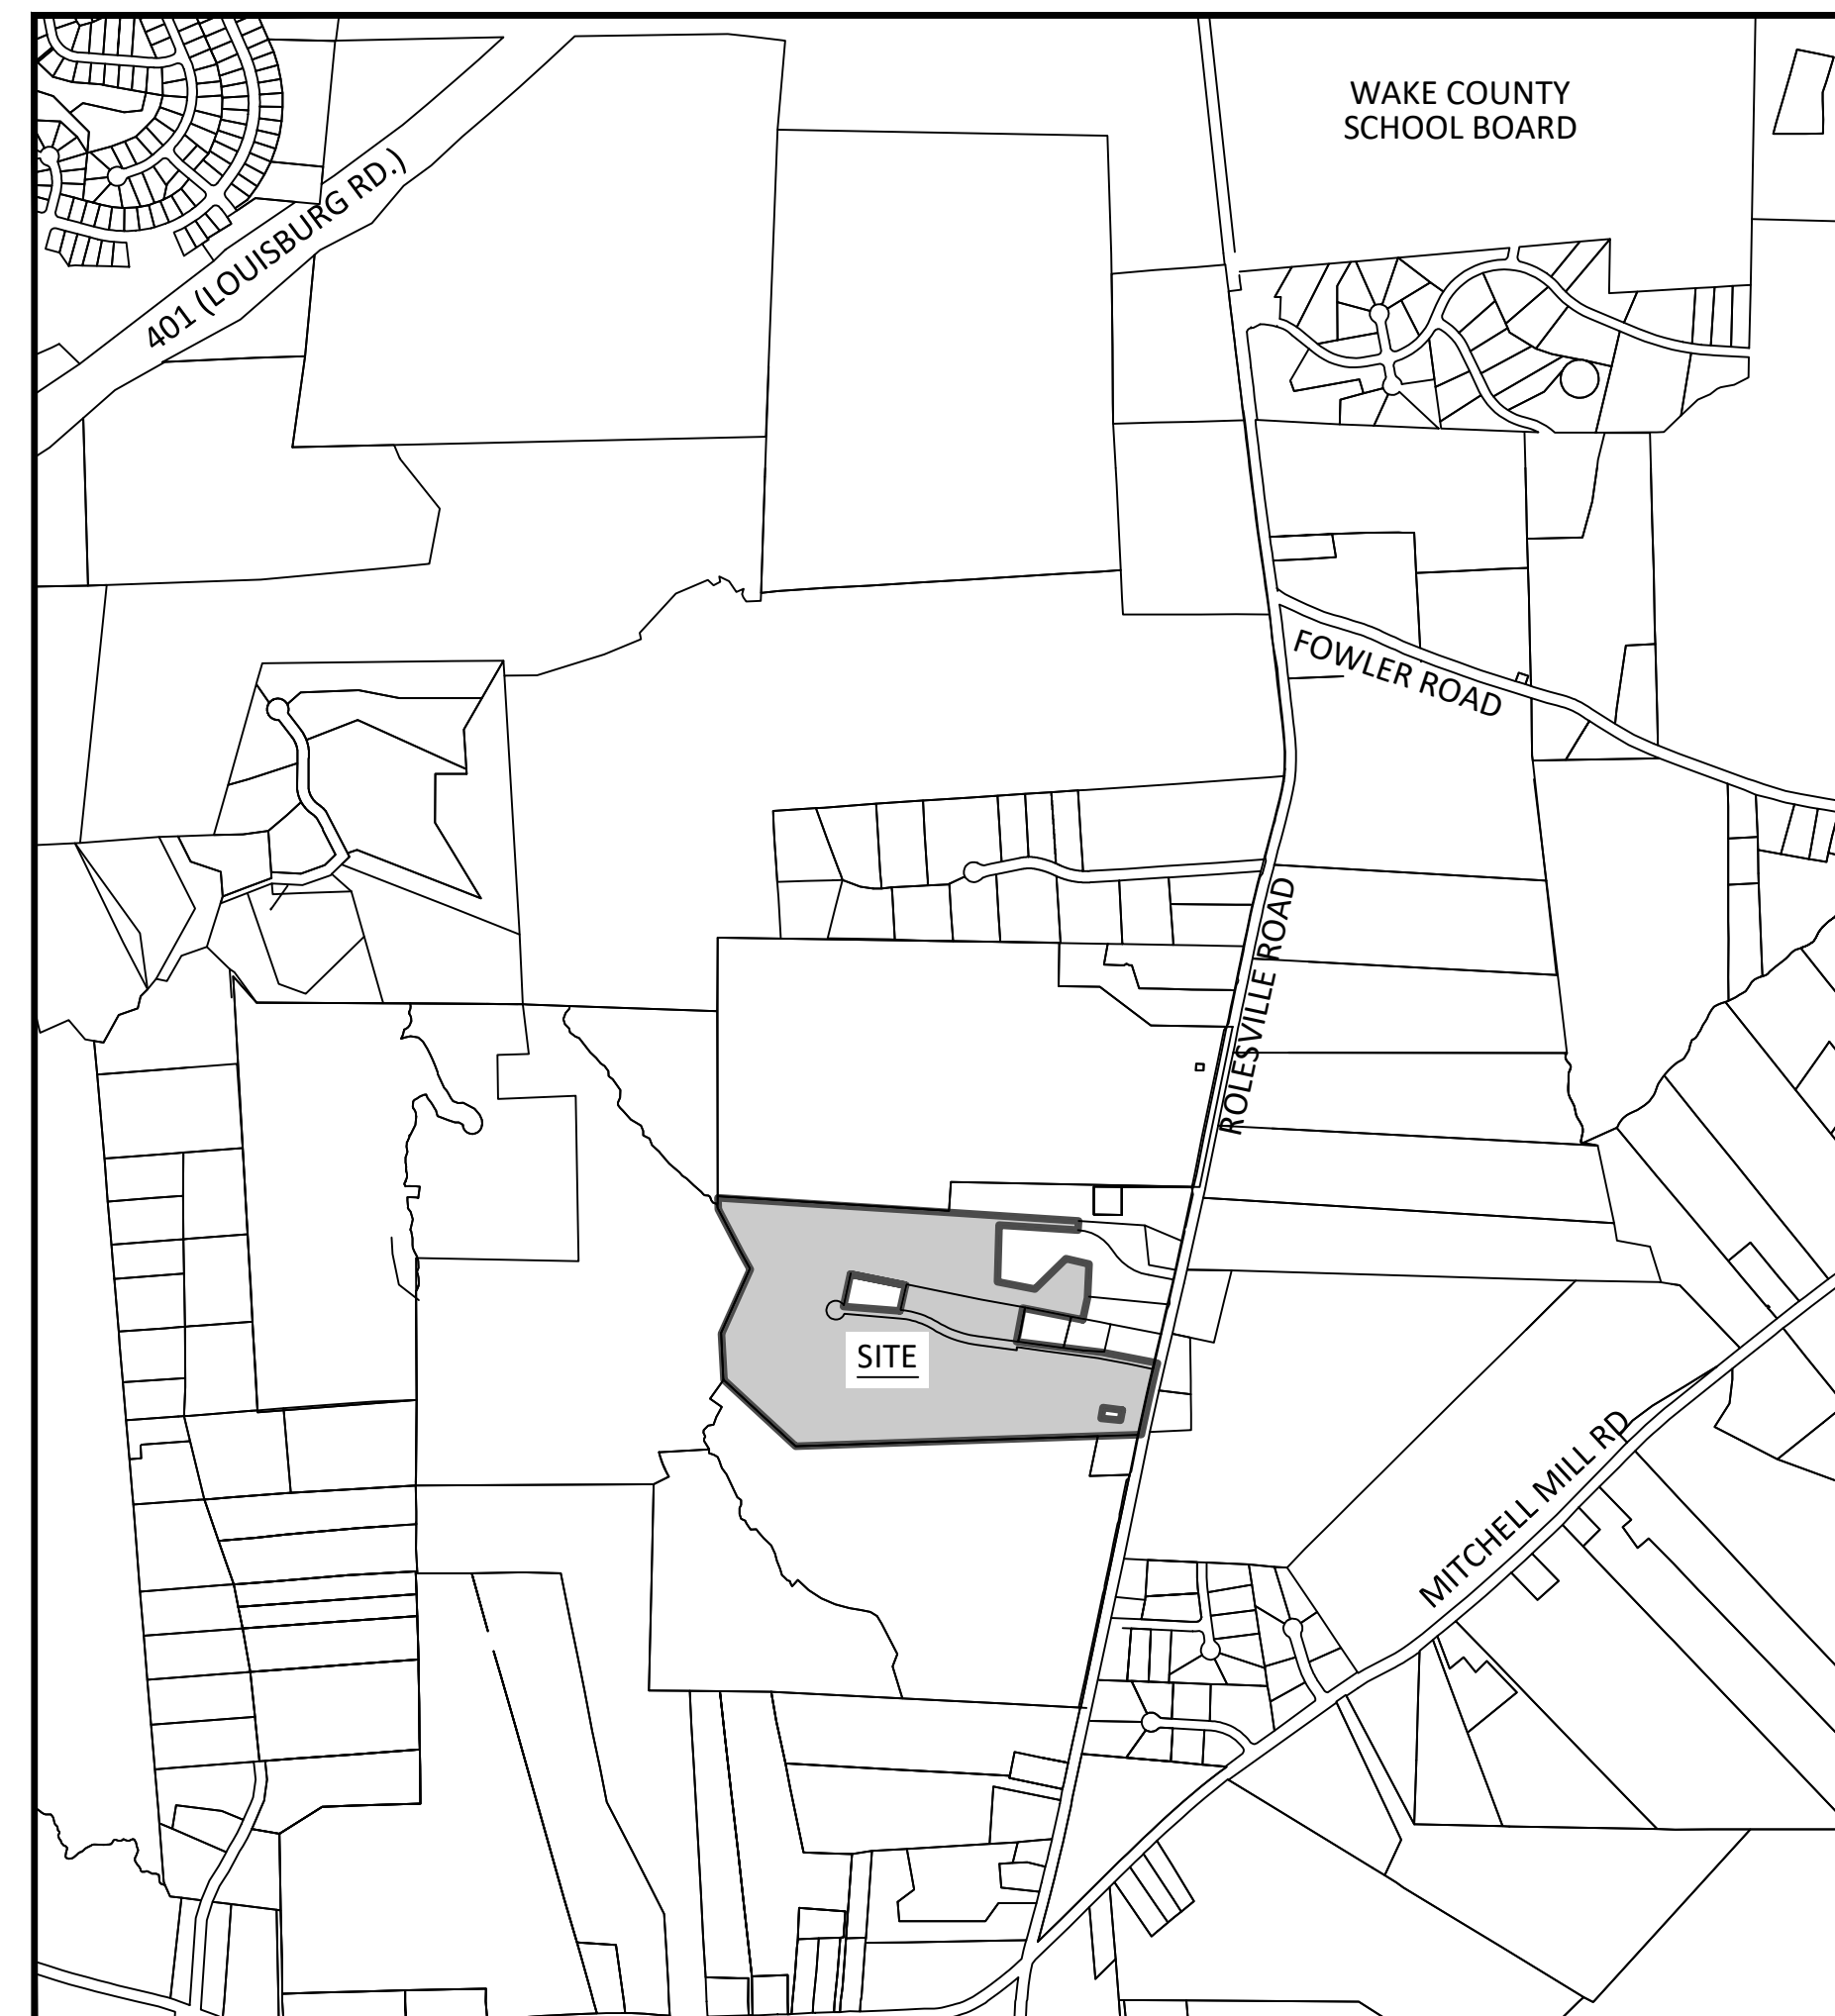 WAKE COUNTY
SCHOOL BOARD
401 (LOUISBURG RD.)
FOWLER ROAD
ROLESVILLE ROAD
SITE
MITCHELL MILL RD